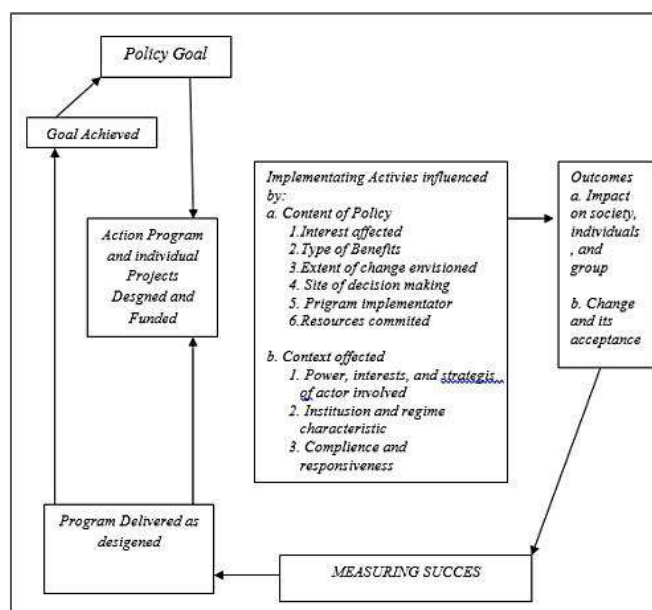 Policy Goal
Goal Achieved
Action Program
and individual
Projects
Desgned and
Funded
Implementating Activies influenced
by:
a. Content of Policy
1.Interest affected
2.Type of Benefits
3.Extent of change envisioned
4. Site of decision making
5. Prigram implementator
6.Resources commited
b. Context offected
1. Power, interests, and strategis
of actor involved
2. Institusion and regime
characteristic
3. Complience and
responsiveness
Outcomes
a. Impact
on society,
individuals
, and
group
b. Change
and its
acceptance
Program Delivered as
desigened
MEASURING SUCCES